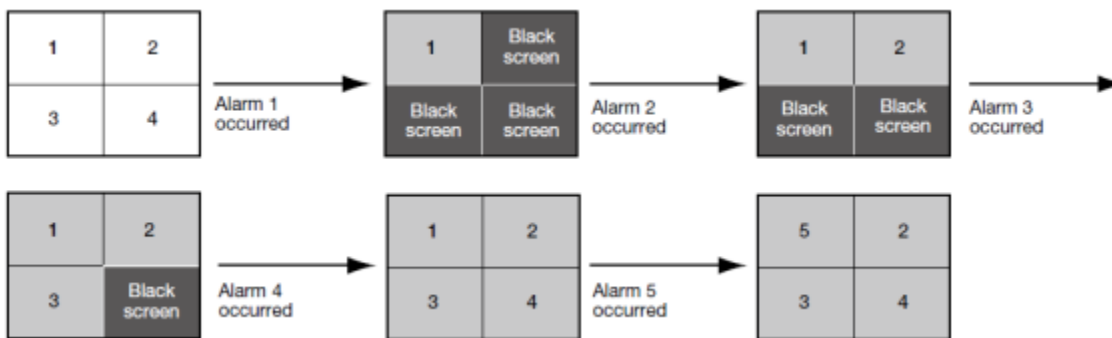 1 2
3 4
Alarm 1
occurred
1 Black
screen
Black
screen
Black
screen
Alarm 2
occurred
1 2
Black
screen
Black
screen
Alarm 3
occurred
1 2
3 Black
screen
Alarm 4
occurred
1 2
3 4
Alarm 5
occurred
5 2
3 4